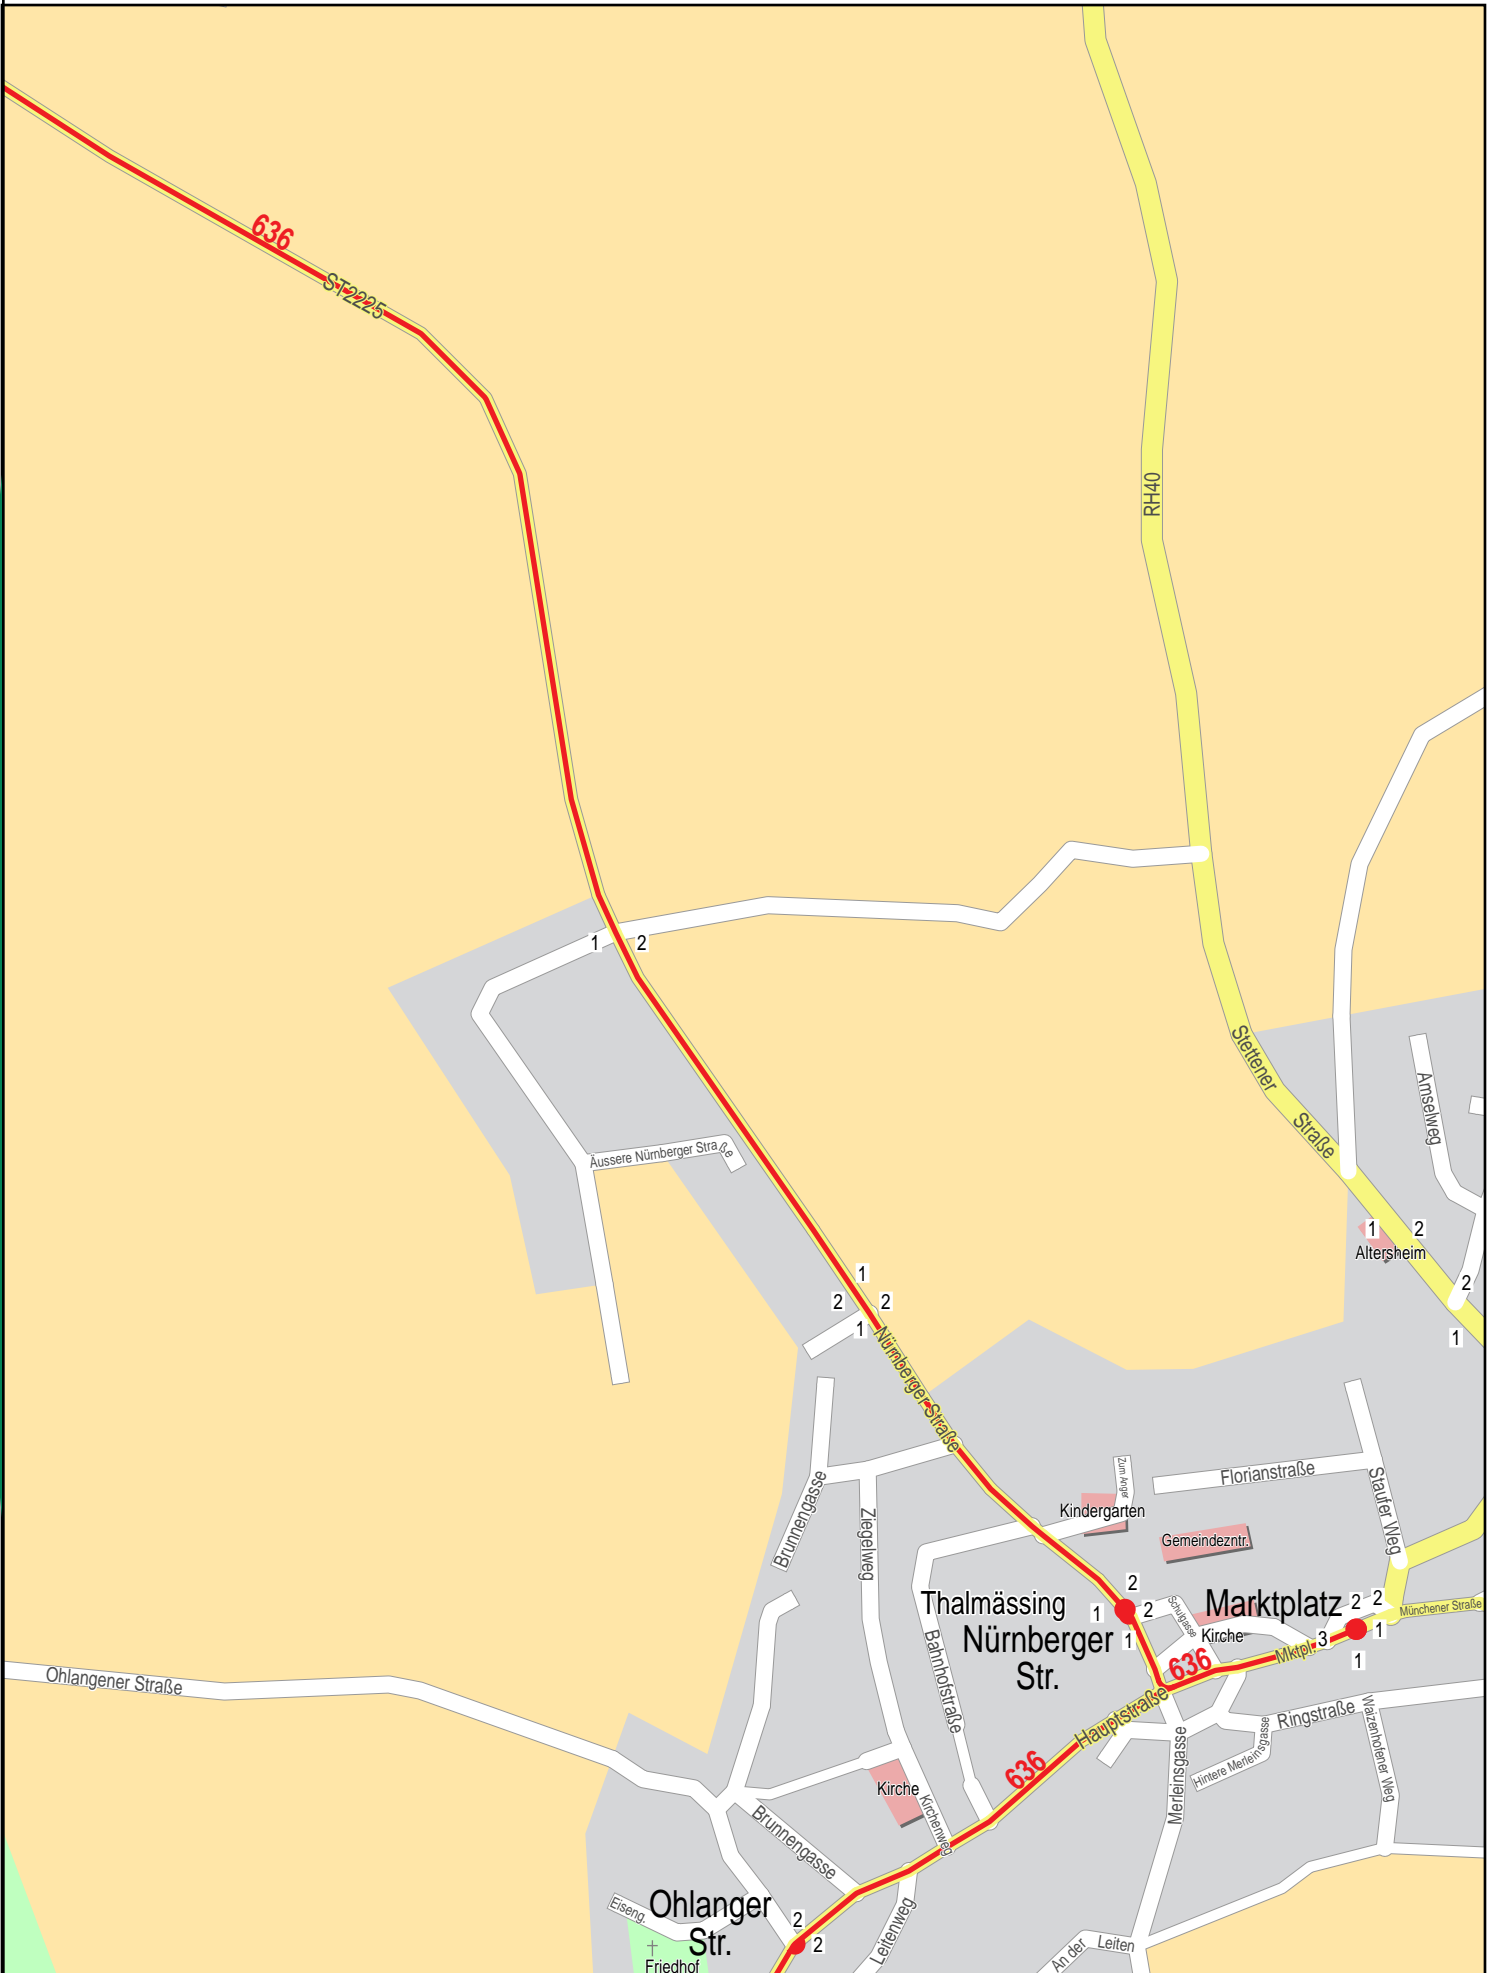 636
ST2225
RH40
1
2
Stettener
Straße
Amselweg
Äussere Nürnberger Straße
1
2
Altersheim
2
1
1
2
2
1
Nürnberger Straße
Zum Anger
Florianstraße
Staufer Weg
Brunnengasse
Ziegelweg
Kindergarten
Gemeindezntr.
2
1
2
1
Thalmässing
Nürnberger
Str.
Schulgasse
Marktplatz
Kirche
2
2
1
3
1
Münchener Straße
Mktpl.
636
Bahnhofstraße
Ohlangener Straße
Hauptstraße
Ringstraße
Waizenhofener Weg
Hintere Merleinsgasse
Merleinsgasse
636
Kirche
Kirchenweg
Brunnengasse
Eiseng.
Ohlanger
Str.
2
2
Leitenweg
An der Leiten
Friedhof